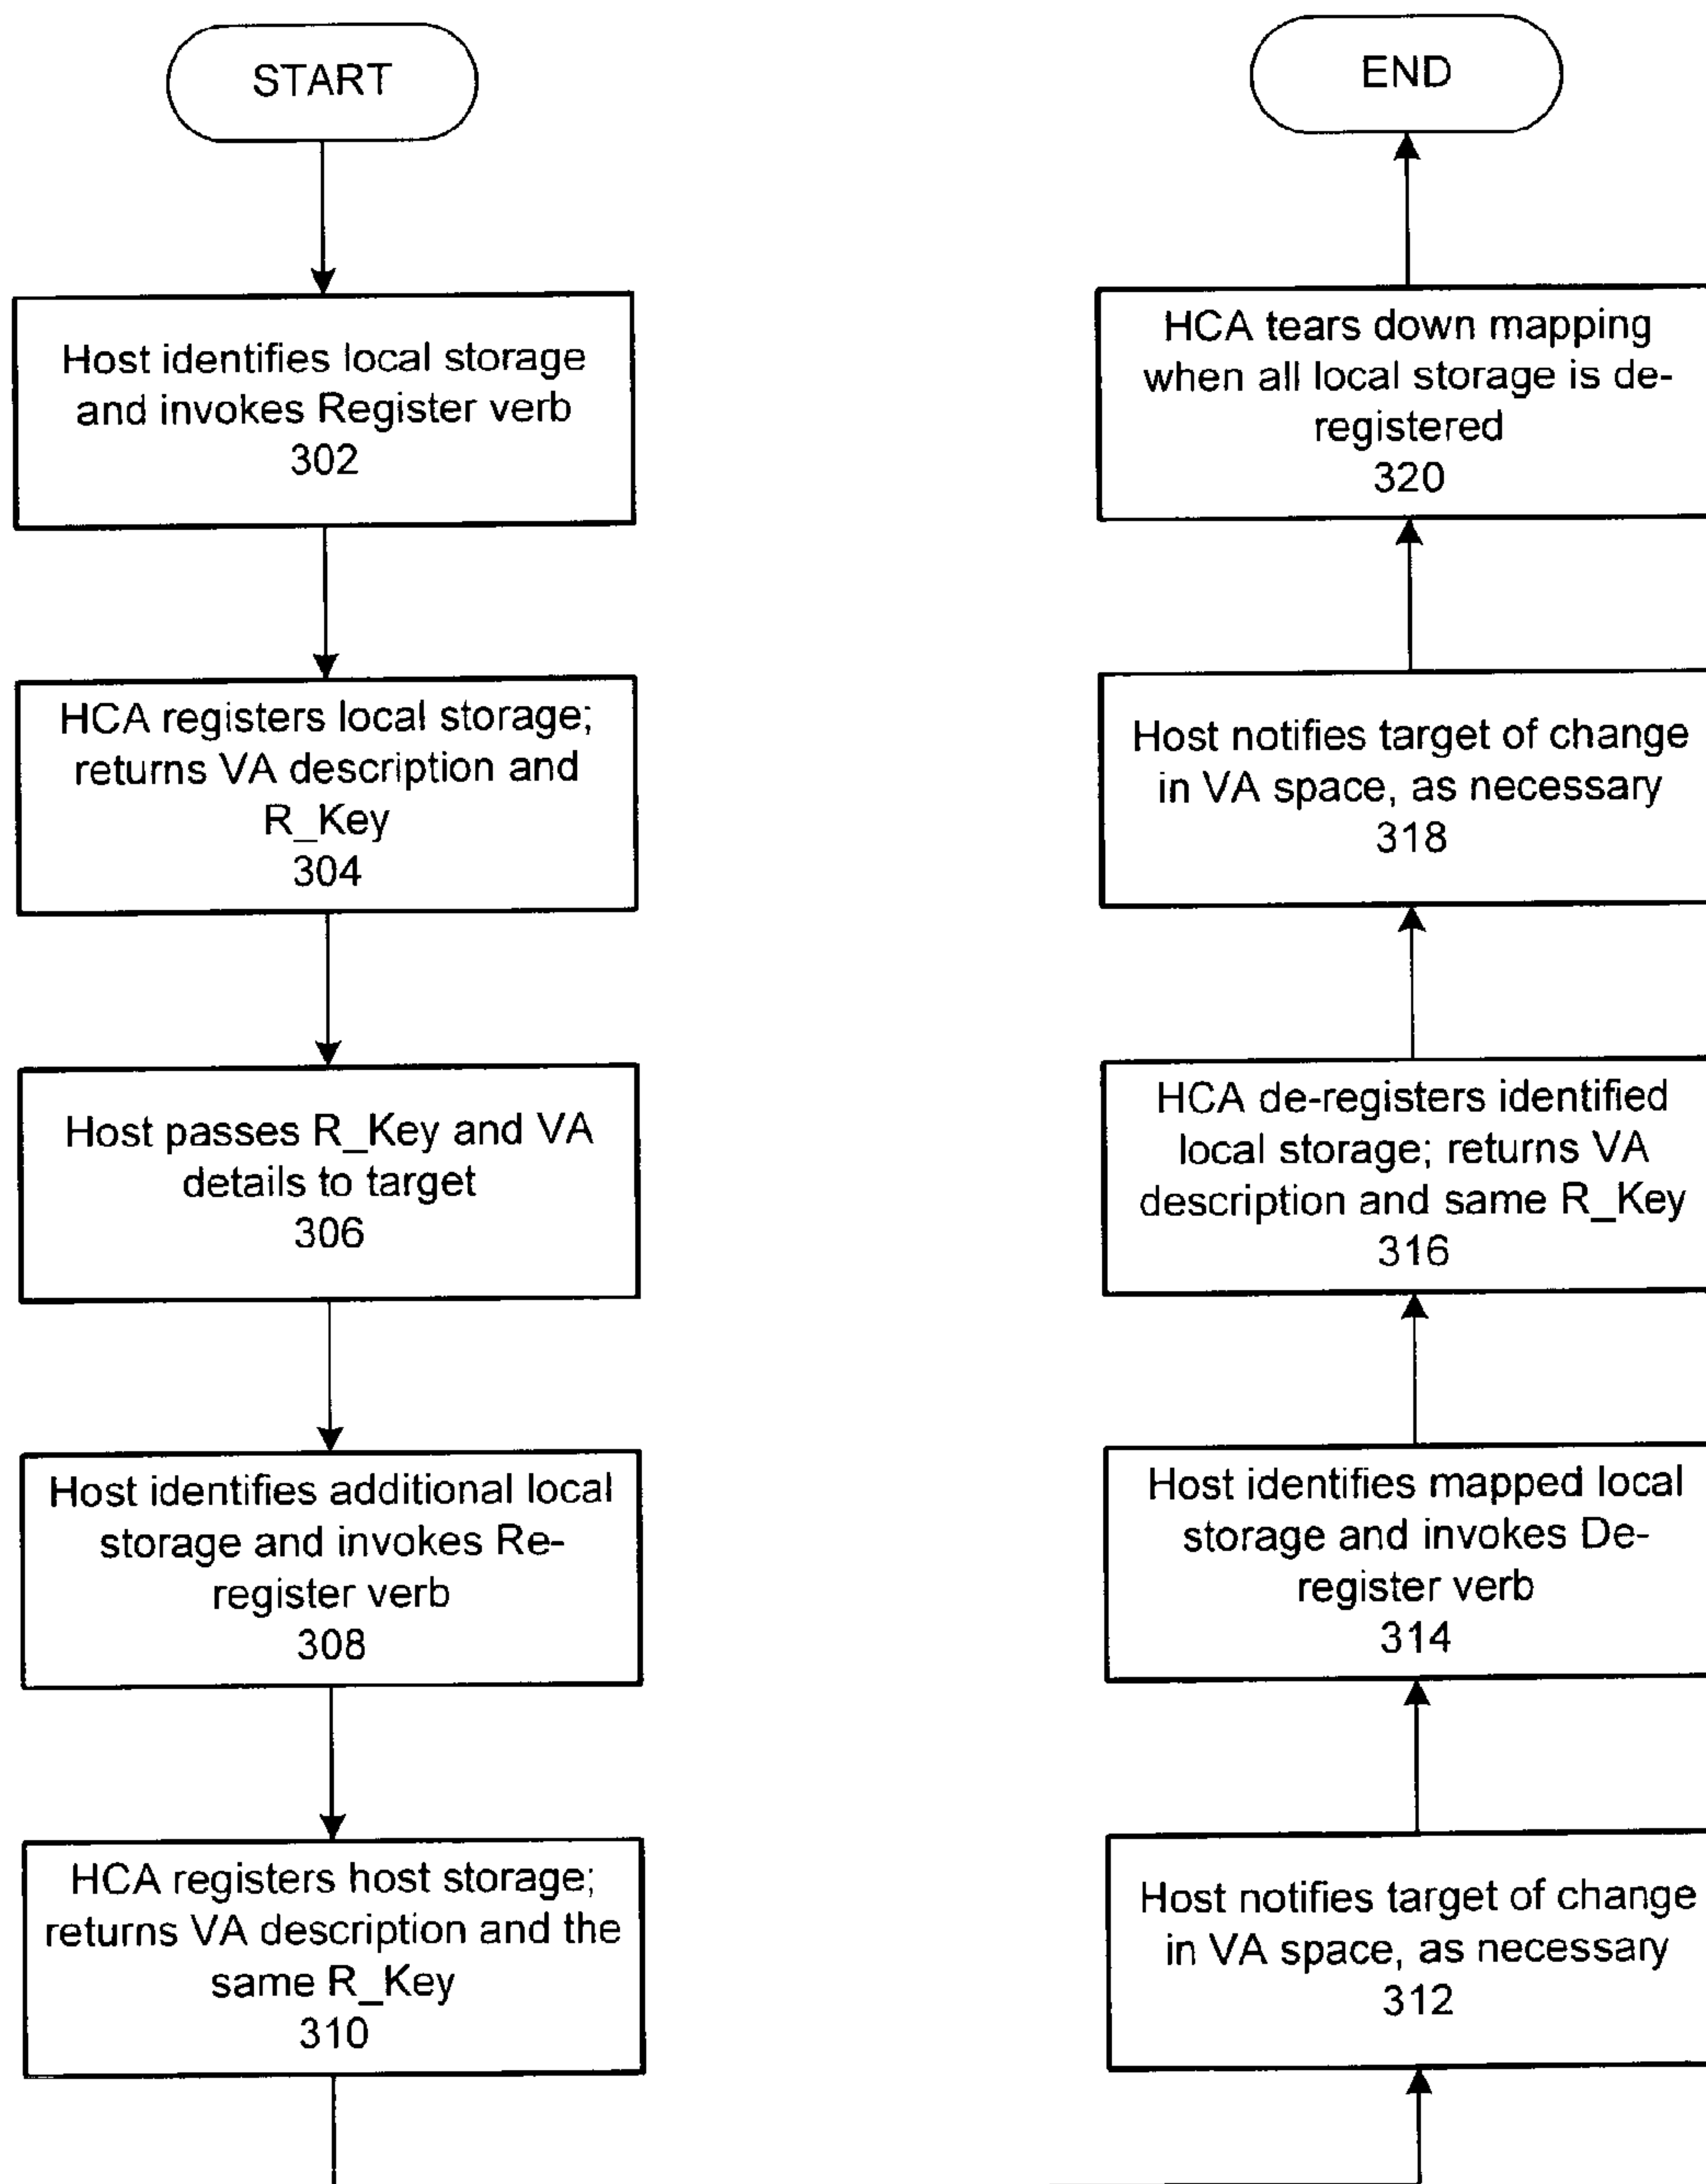 START
Host identifies local storage
and invokes Register verb
302
HCA registers local storage;
returns VA description and
R_Key
304
Host passes R_Key and VA
details to target
306
Host identifies additional local
storage and invokes Re-
register verb
308
HCA registers host storage;
returns VA description and the
same R_Key
310
Host notifies target of change
in VA space, as necessary
312
Host identifies mapped local
storage and invokes De-
register verb
314
HCA de-registers identified
local storage; returns VA
description and same R_Key
316
Host notifies target of change
in VA space, as necessary
318
HCA tears down mapping
when all local storage is de-
registered
320
END